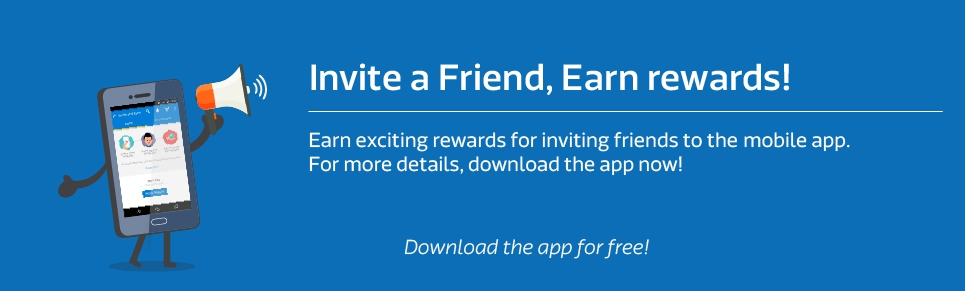 Invite a Friend, Earn rewards!
Earn exciting rewards for inviting friends to the mobile app.
For more details, download the app now!
Download the app for free!